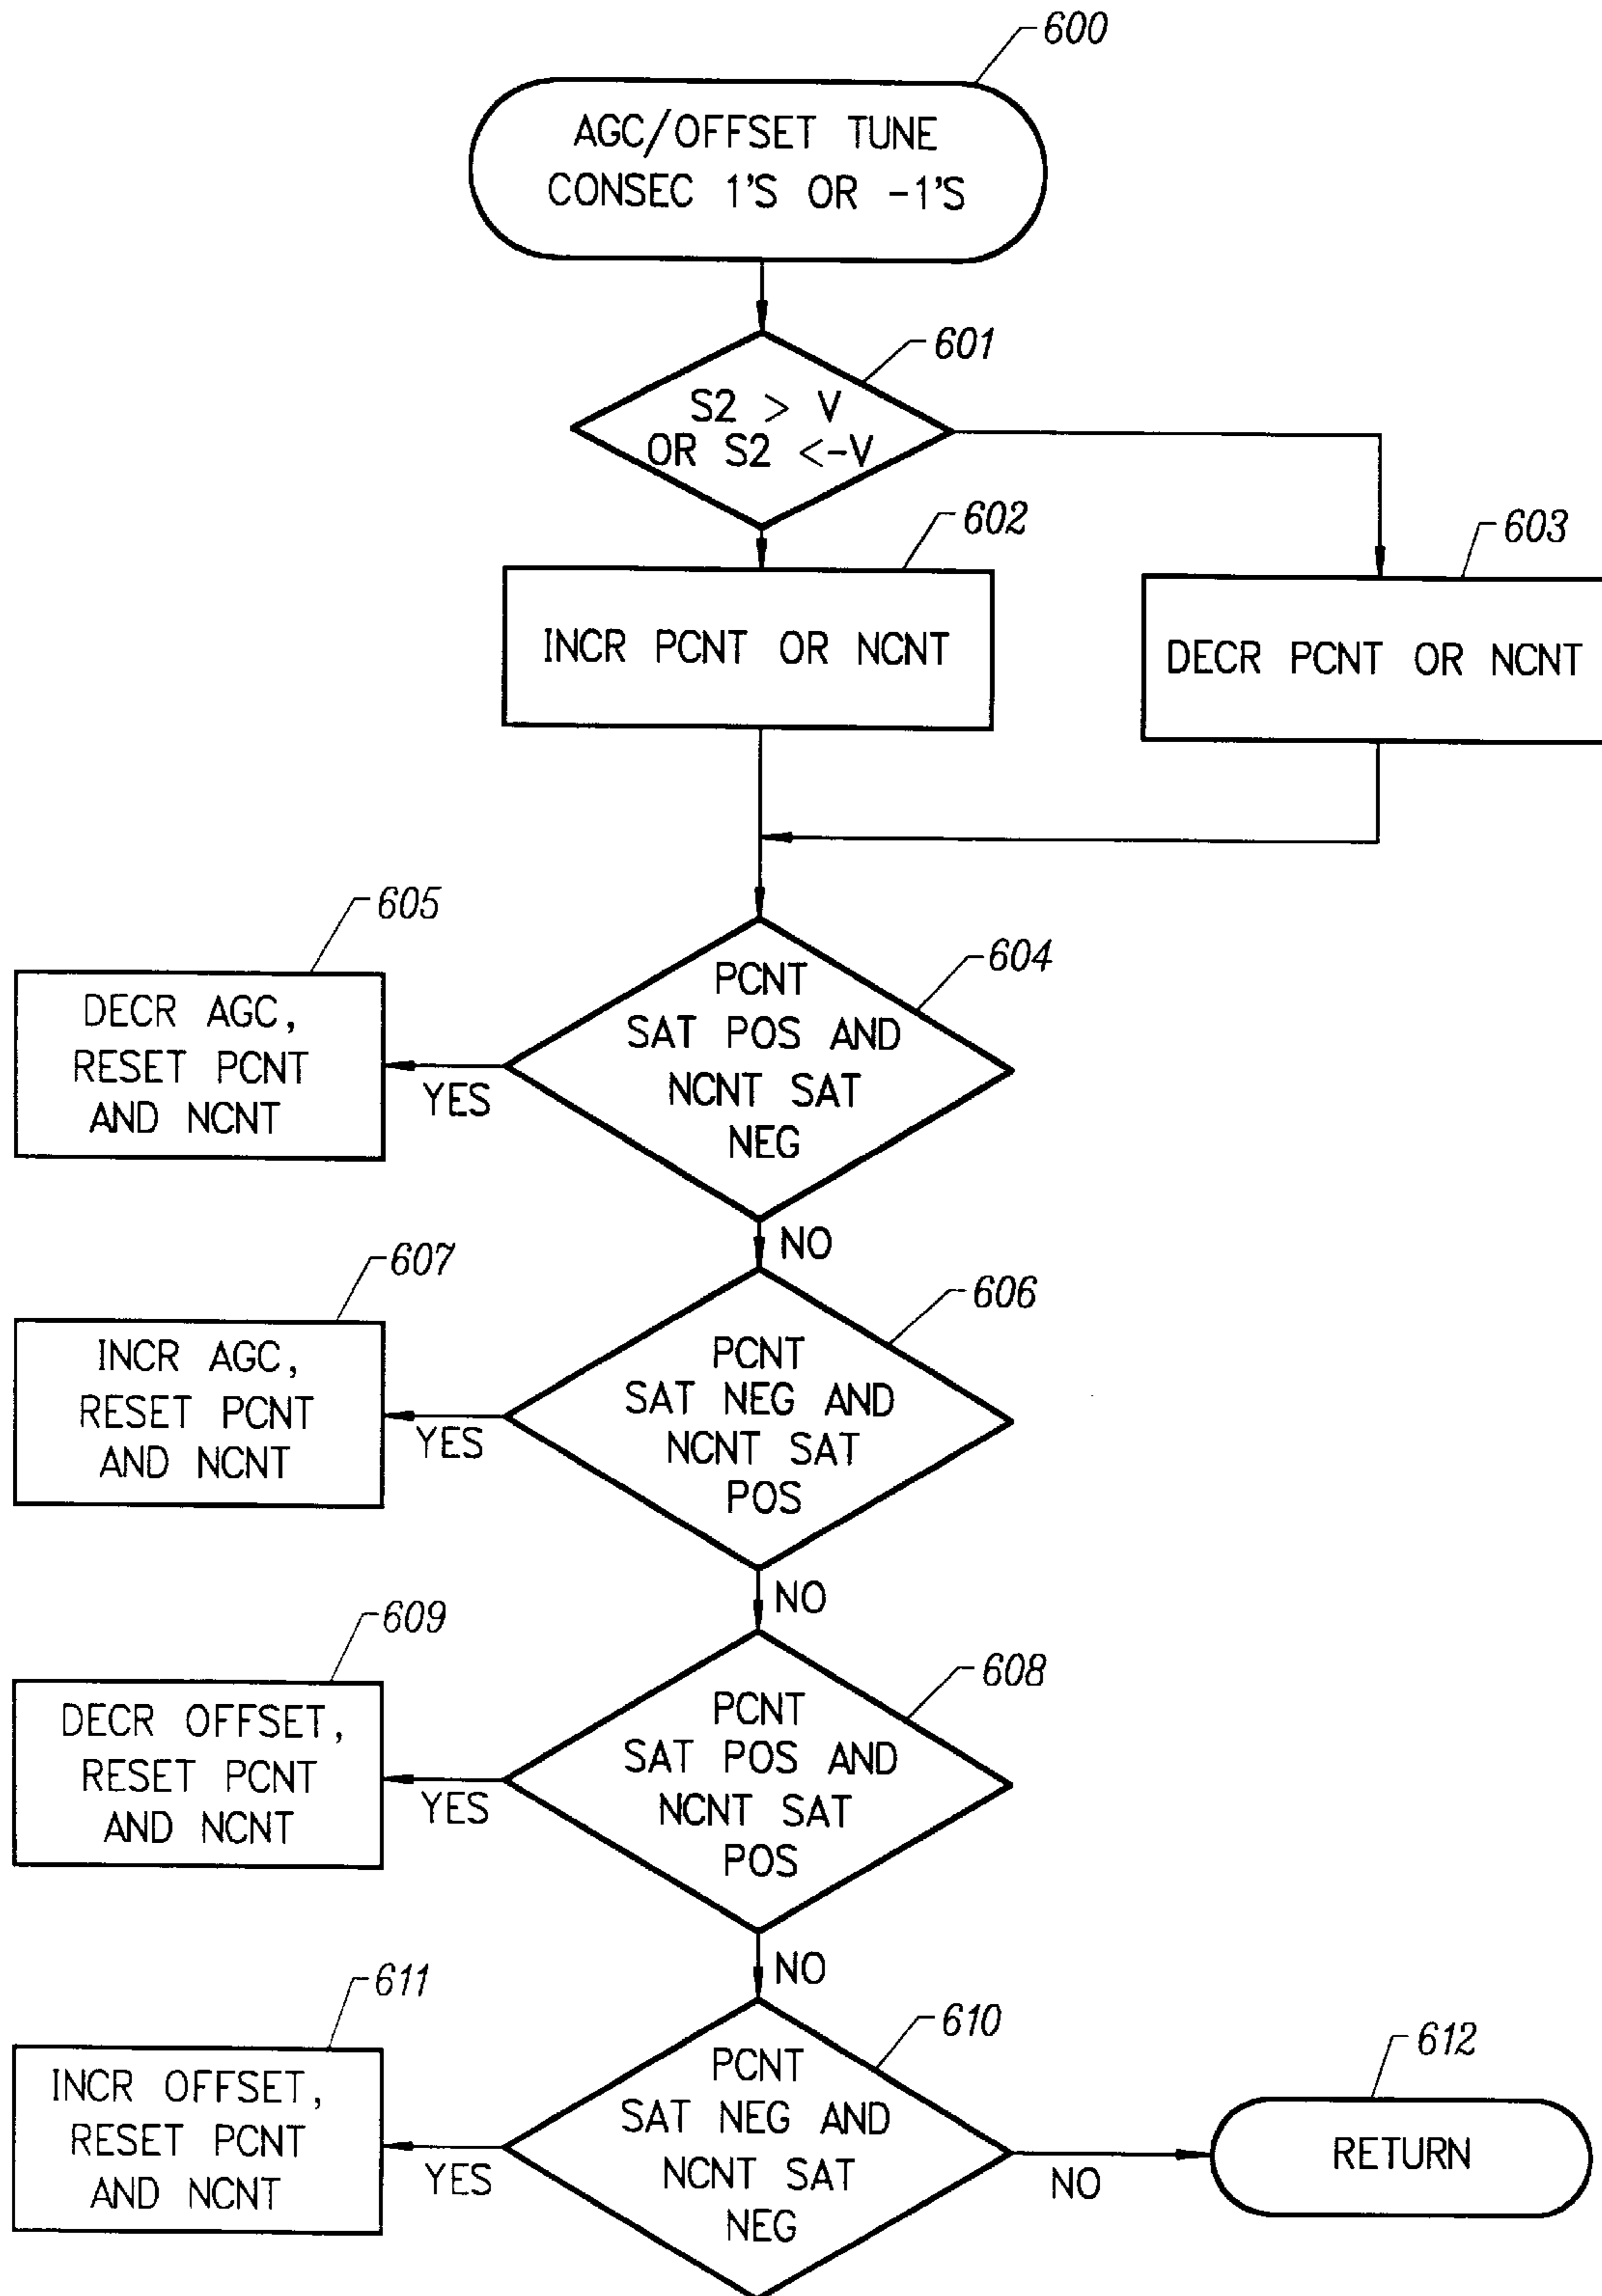 600
AGC/OFFSET TUNE
CONSEC 1'S OR -1'S
601
S2 > V
OR S2 <-V
602
INCR PCNT OR NCNT
603
DECR PCNT OR NCNT
604
PCNT
SAT POS AND
NCNT SAT
NEG
YES
605
DECR AGC,
RESET PCNT
AND NCNT
NO
606
PCNT
SAT NEG AND
NCNT SAT
POS
YES
607
INCR AGC,
RESET PCNT
AND NCNT
NO
608
PCNT
SAT POS AND
NCNT SAT
POS
YES
609
DECR OFFSET,
RESET PCNT
AND NCNT
NO
610
PCNT
SAT NEG AND
NCNT SAT
NEG
YES
611
INCR OFFSET,
RESET PCNT
AND NCNT
NO
612
RETURN